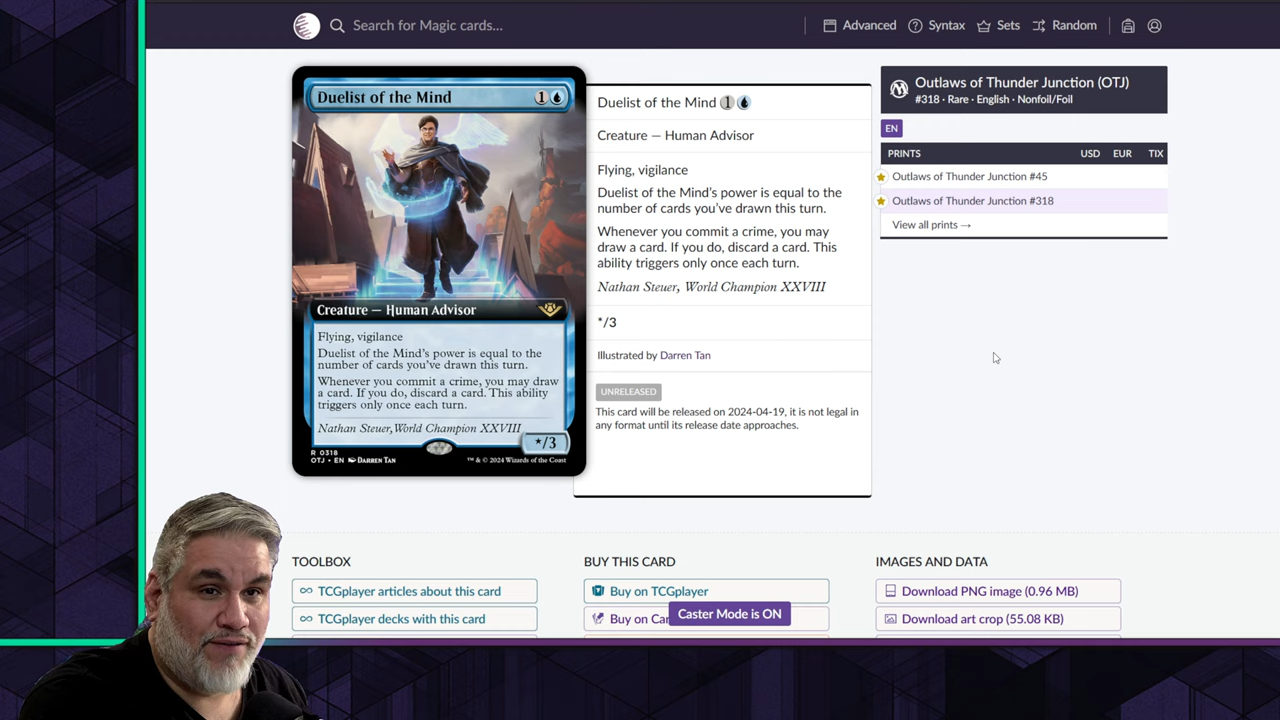 Search for Magic cards...
Advanced
Syntax
Sets
Random
Duelist of the Mind 1
Creature — Human Advisor
Flying, vigilance
Duelist of the Mind's power is equal to the
number of cards you've drawn this turn.
Whenever you commit a crime, you may draw
a card. If you do, discard a card. This ability
triggers only once each turn.
Nathan Steuer, World Champion XXVIII
*/3
R 0318
OTJ • EN DARREN TAN
™ & © 2024 Wizards of the Coast
Duelist of the Mind 1
Creature — Human Advisor
Flying, vigilance
Duelist of the Mind's power is equal to the
number of cards you've drawn this turn.
Whenever you commit a crime, you may
draw a card. If you do, discard a card. This
ability triggers only once each turn.
Nathan Steuer, World Champion XXVIII
*/3
Illustrated by Darren Tan
UNRELEASED
This card will be released on 2024-04-19, it is not legal in
any format until its release date approaches.
Outlaws of Thunder Junction (OTJ)
#318 · Rare · English · Nonfoil/Foil
EN
PRINTS USD EUR TIX
Outlaws of Thunder Junction #45
Outlaws of Thunder Junction #318
View all prints →
TOOLBOX
TCGplayer articles about this card
TCGplayer decks with this card
BUY THIS CARD
Buy on TCGplayer
Buy on Car
Caster Mode is ON
IMAGES AND DATA
Download PNG image (0.96 MB)
Download art crop (55.08 KB)